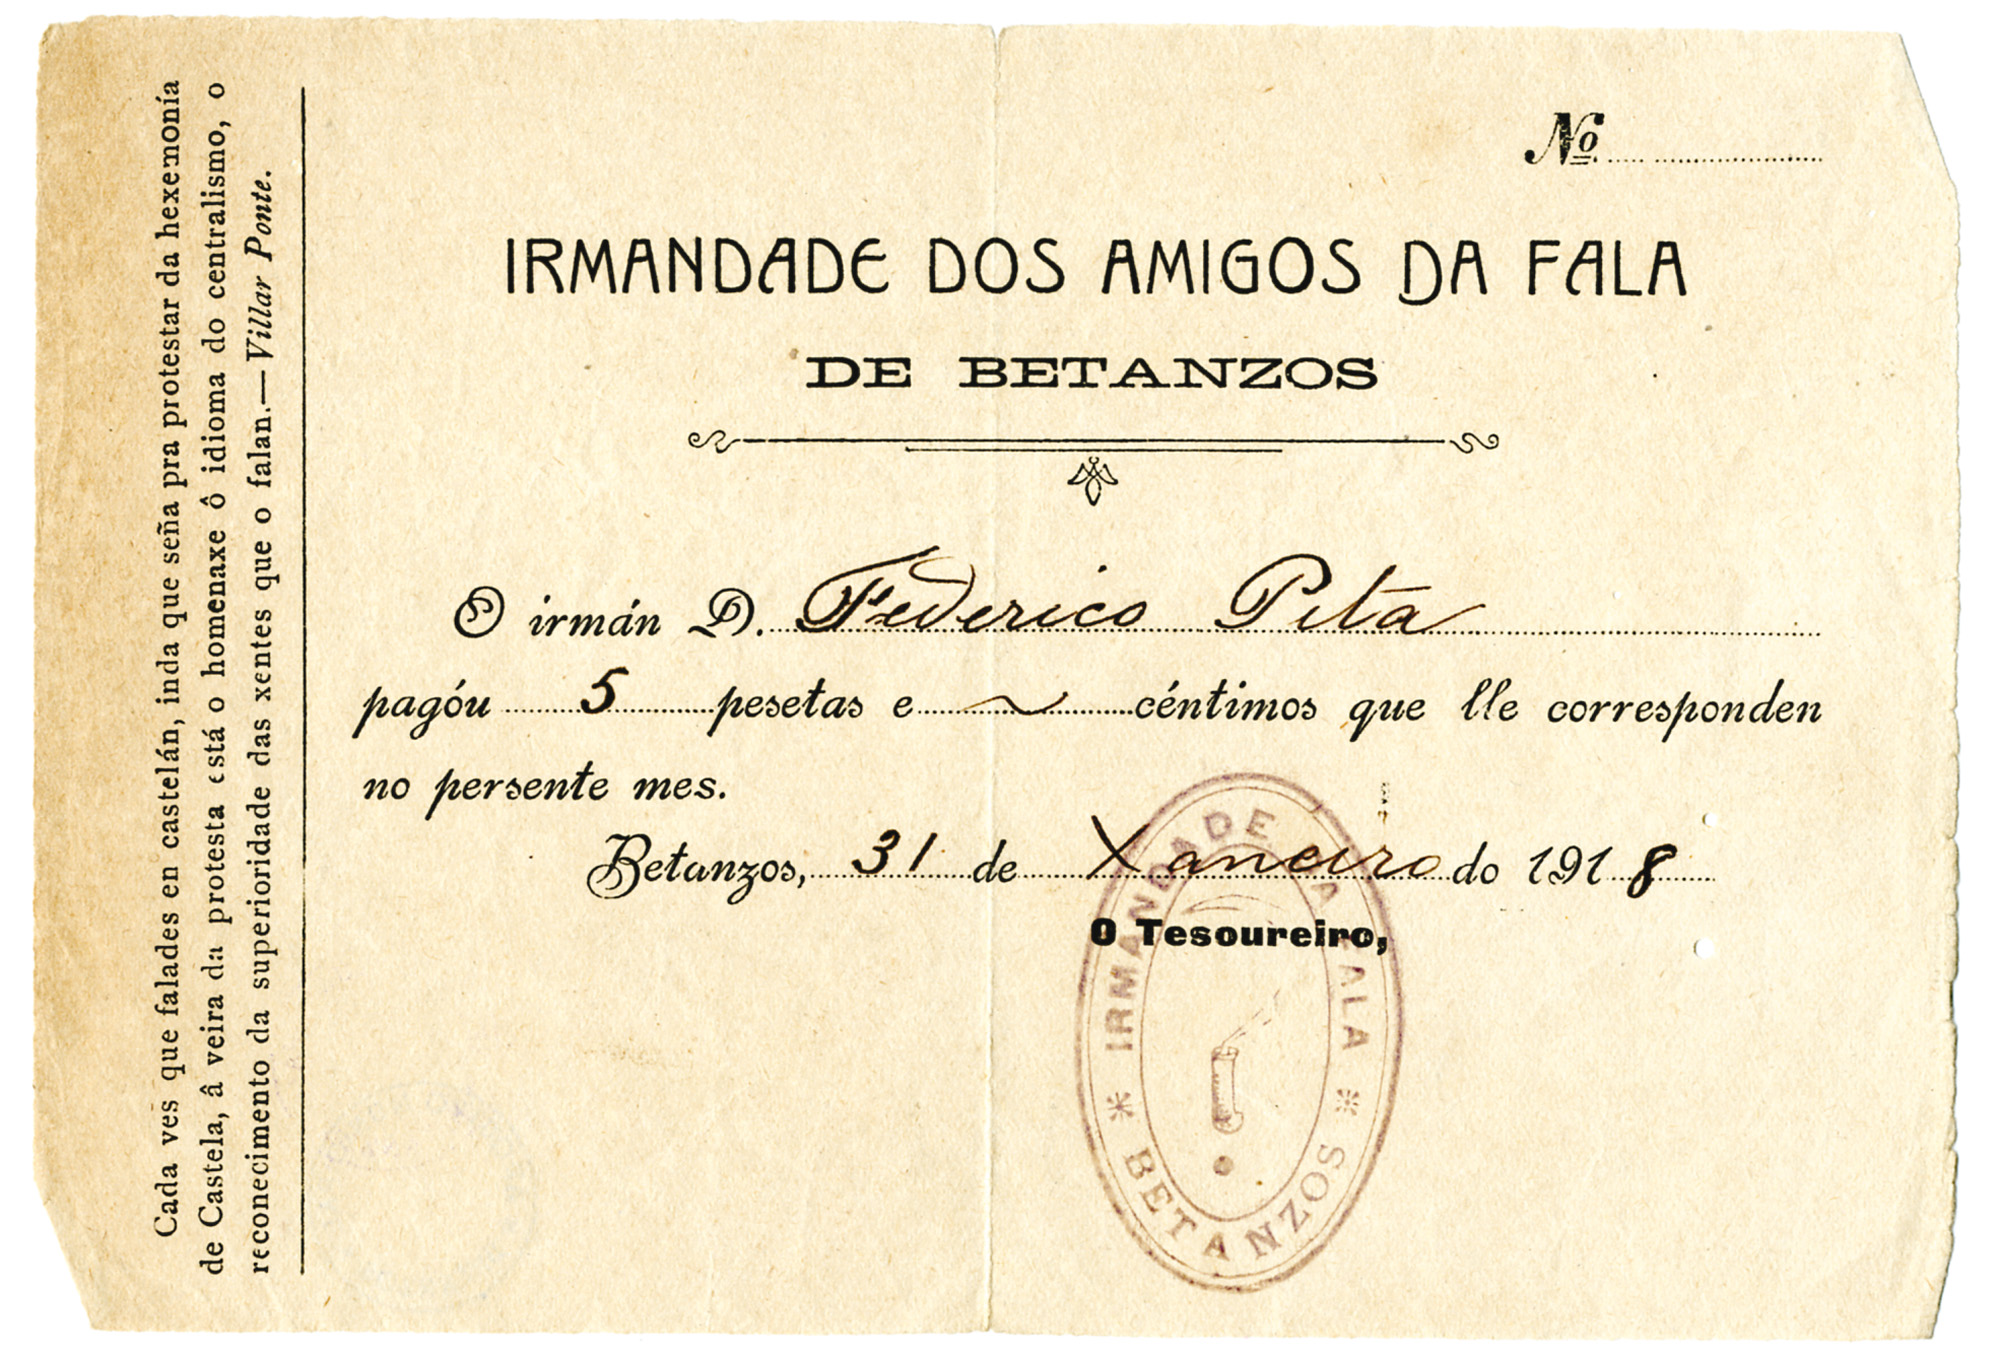 Cada ves que falades en castelán, inda que seña pra protestar da hexemonía
de Castela, â veira da protesta está o homenaxe ô idioma do centralismo, o
reconecimento da superioridade das xentes que o falan.—Villar Ponte.
Nº
IRMANDADE DOS AMIGOS DA FALA
DE BETANZOS
O irmán D. Federico Pita
pagóu 5 pesetas e ~ céntimos que lle corresponden
no persente mes.
Betanzos, 31 de Xaneiro do 1918
O Tesoureiro,
IRMANDADE DA FALA
* BETANZOS *